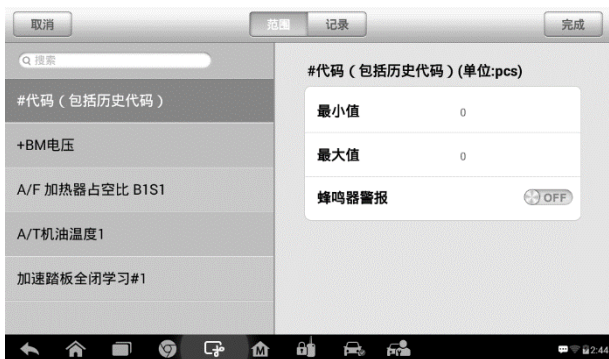 取消
范围
记录
完成
搜索
#代码（包括历史代码）
+BM电压
A/F 加热器占空比 B1S1
A/T机油温度1
加速踏板全闭学习#1
#代码（包括历史代码）(单位:pcs)
最小值 0
最大值 0
蜂鸣器警报 OFF
M
2:44